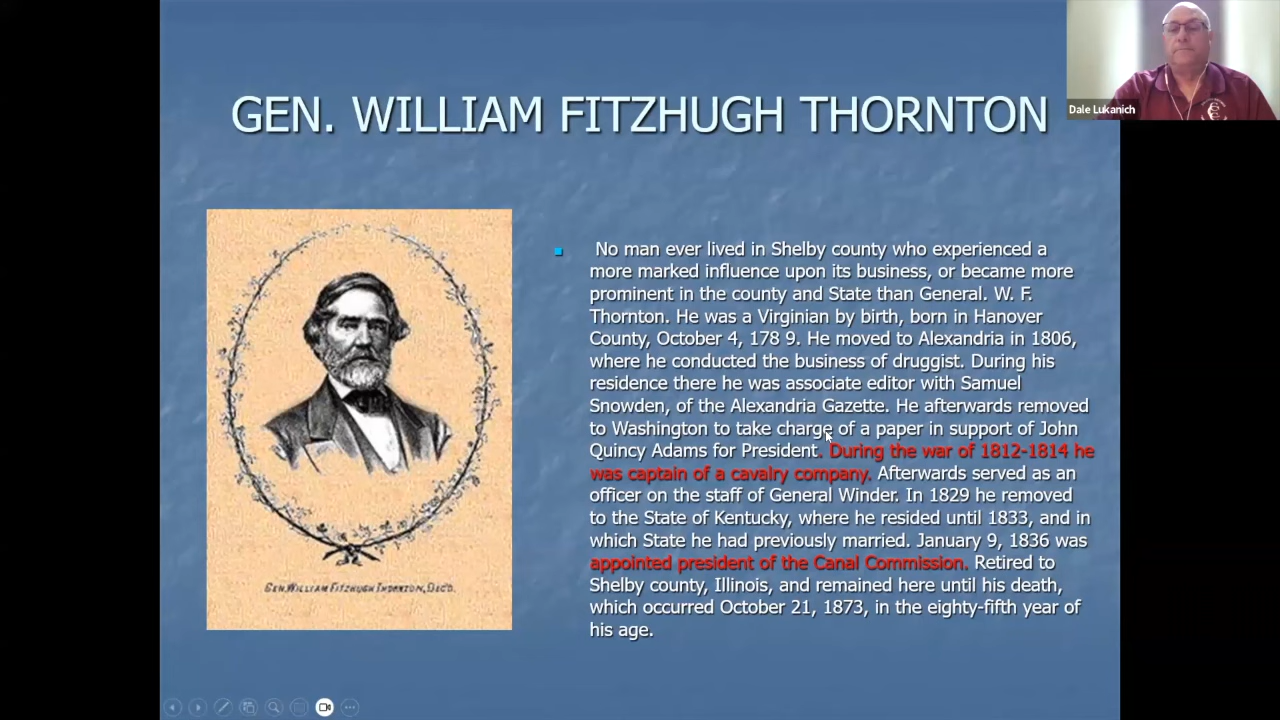 GEN. WILLIAM FITZHUGH THORNTON
Dale Lukanich
No man ever lived in Shelby county who experienced a
more marked influence upon its business, or became more
prominent in the county and State than General. W. F.
Thornton. He was a Virginian by birth, born in Hanover
County, October 4, 178 9. He moved to Alexandria in 1806,
where he conducted the business of druggist. During his
residence there he was associate editor with Samuel
Snowden, of the Alexandria Gazette. He afterwards removed
to Washington to take charge of a paper in support of John
Quincy Adams for President. During the war of 1812-1814 he
was captain of a cavalry company. Afterwards served as an
officer on the staff of General Winder. In 1829 he removed
to the State of Kentucky, where he resided until 1833, and in
which State he had previously married. January 9, 1836 was
appointed president of the Canal Commission. Retired to
Shelby county, Illinois, and remained here until his death,
which occurred October 21, 1873, in the eighty-fifth year of
his age.
GEN. WILLIAM FITZHUGH THORNTON, DEC'D.